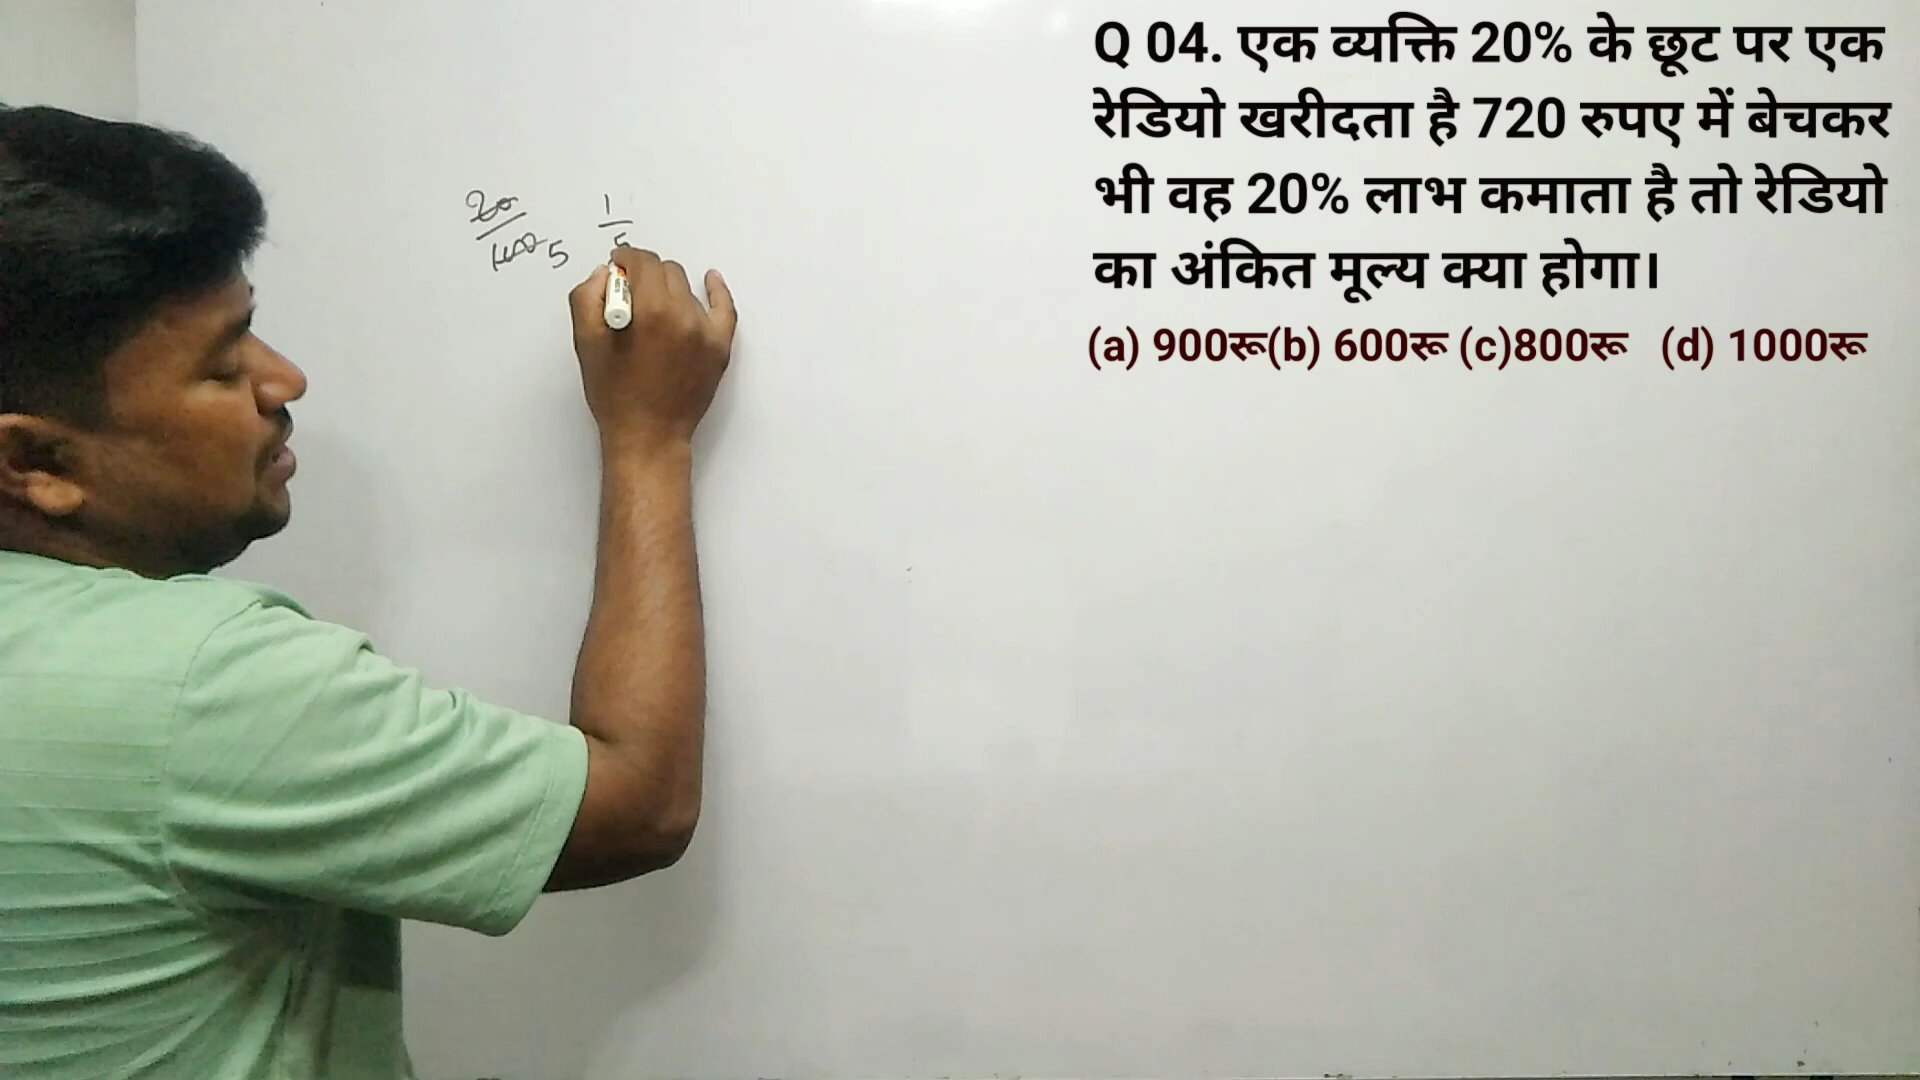 Q 04. एक व्यक्ति 20% के छूट पर एक
रेडियो खरीदता है 720 रुपए में बेचकर
भी वह 20% लाभ कमाता है तो रेडियो
का अंकित मूल्य क्या होगा।
(a) 900रू(b) 600रू (c)800रू (d) 1000रू
20 1
100 5 5